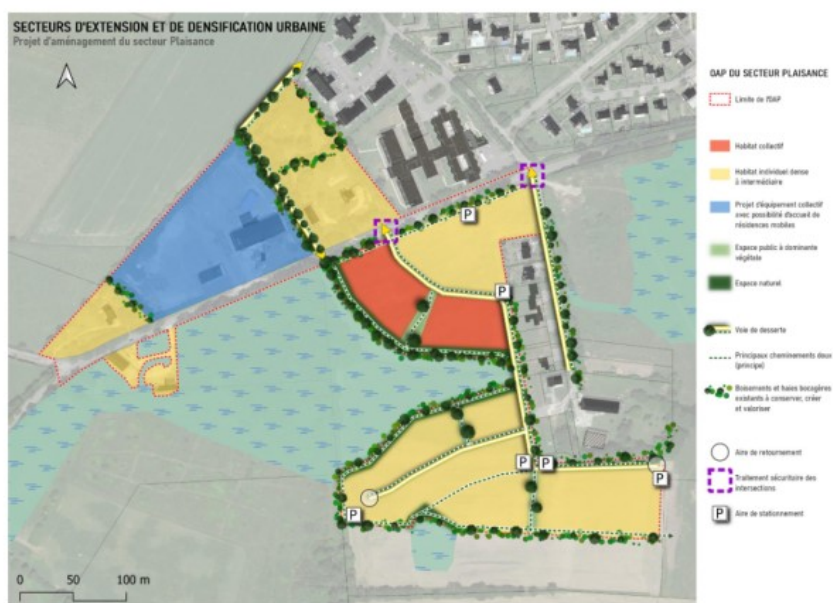 SECTEURS D'EXTENSION ET DE DENSIFICATION URBAINE
Projet d'aménagement du secteur Plaisance
OAP DU SECTEUR PLAISANCE
Limite de l'OAP
Habitat collectif
Habitat individuel dense
à intermédiaire
Projet d'équipement collectif
avec possibilité d'accueil de
résidences mobiles
Espace public à dominante
végétale
Espace naturel
Voie de desserte
Principaux cheminements doux
(principe)
Boisements et haies bocagères
existants à conserver, créer
et valoriser
Aire de retournement
Traitement sécuritaire des
intersections
P Aire de stationnement
P
P
P
P
P
P
0 50 100 m